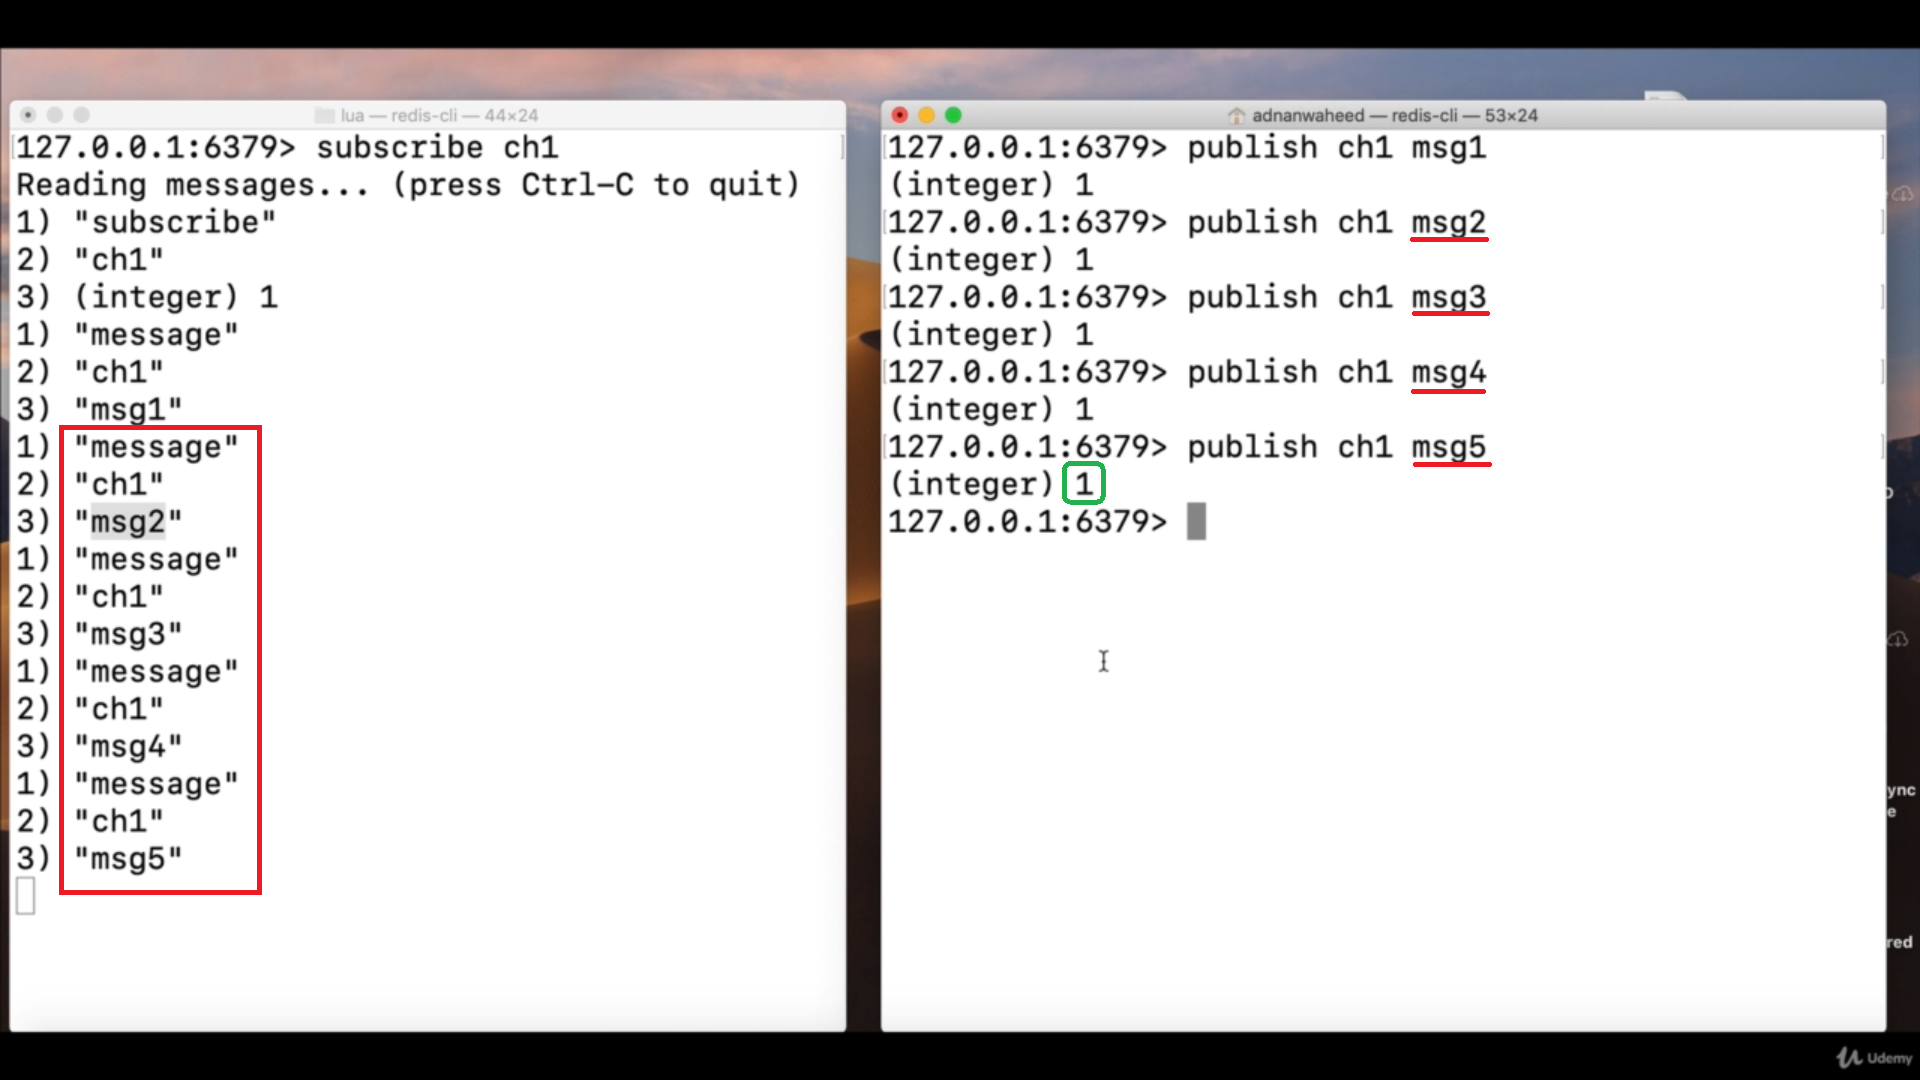 lua — redis-cli — 44×24
127.0.0.1:6379> subscribe ch1
Reading messages... (press Ctrl-C to quit)
1) "subscribe"
2) "ch1"
3) (integer) 1
1) "message"
2) "ch1"
3) "msg1"
1) "message"
2) "ch1"
3) "msg2"
1) "message"
2) "ch1"
3) "msg3"
1) "message"
2) "ch1"
3) "msg4"
1) "message"
2) "ch1"
3) "msg5"
adnanwaheed — redis-cli — 53×24
127.0.0.1:6379> publish ch1 msg1
(integer) 1
127.0.0.1:6379> publish ch1 msg2
(integer) 1
127.0.0.1:6379> publish ch1 msg3
(integer) 1
127.0.0.1:6379> publish ch1 msg4
(integer) 1
127.0.0.1:6379> publish ch1 msg5
(integer) 1
127.0.0.1:6379>
Udemy